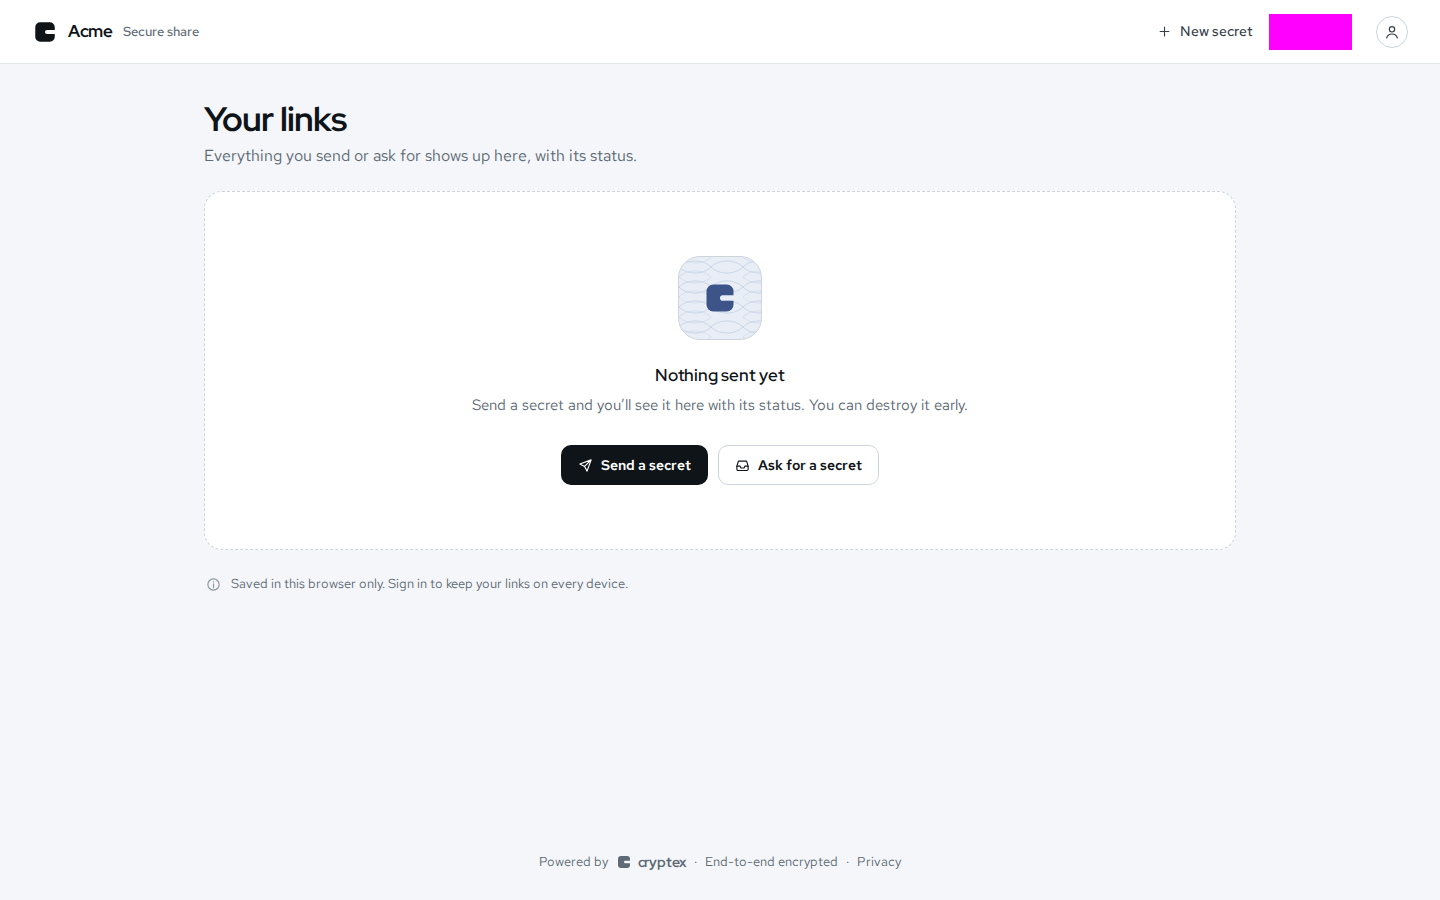 Acme Secure share
New secret
Your links
Everything you send or ask for shows up here, with its status.
Nothing sent yet
Send a secret and you’ll see it here with its status. You can destroy it early.
Send a secret
Ask for a secret
Saved in this browser only. Sign in to keep your links on every device.
Powered by cryptex · End-to-end encrypted · Privacy